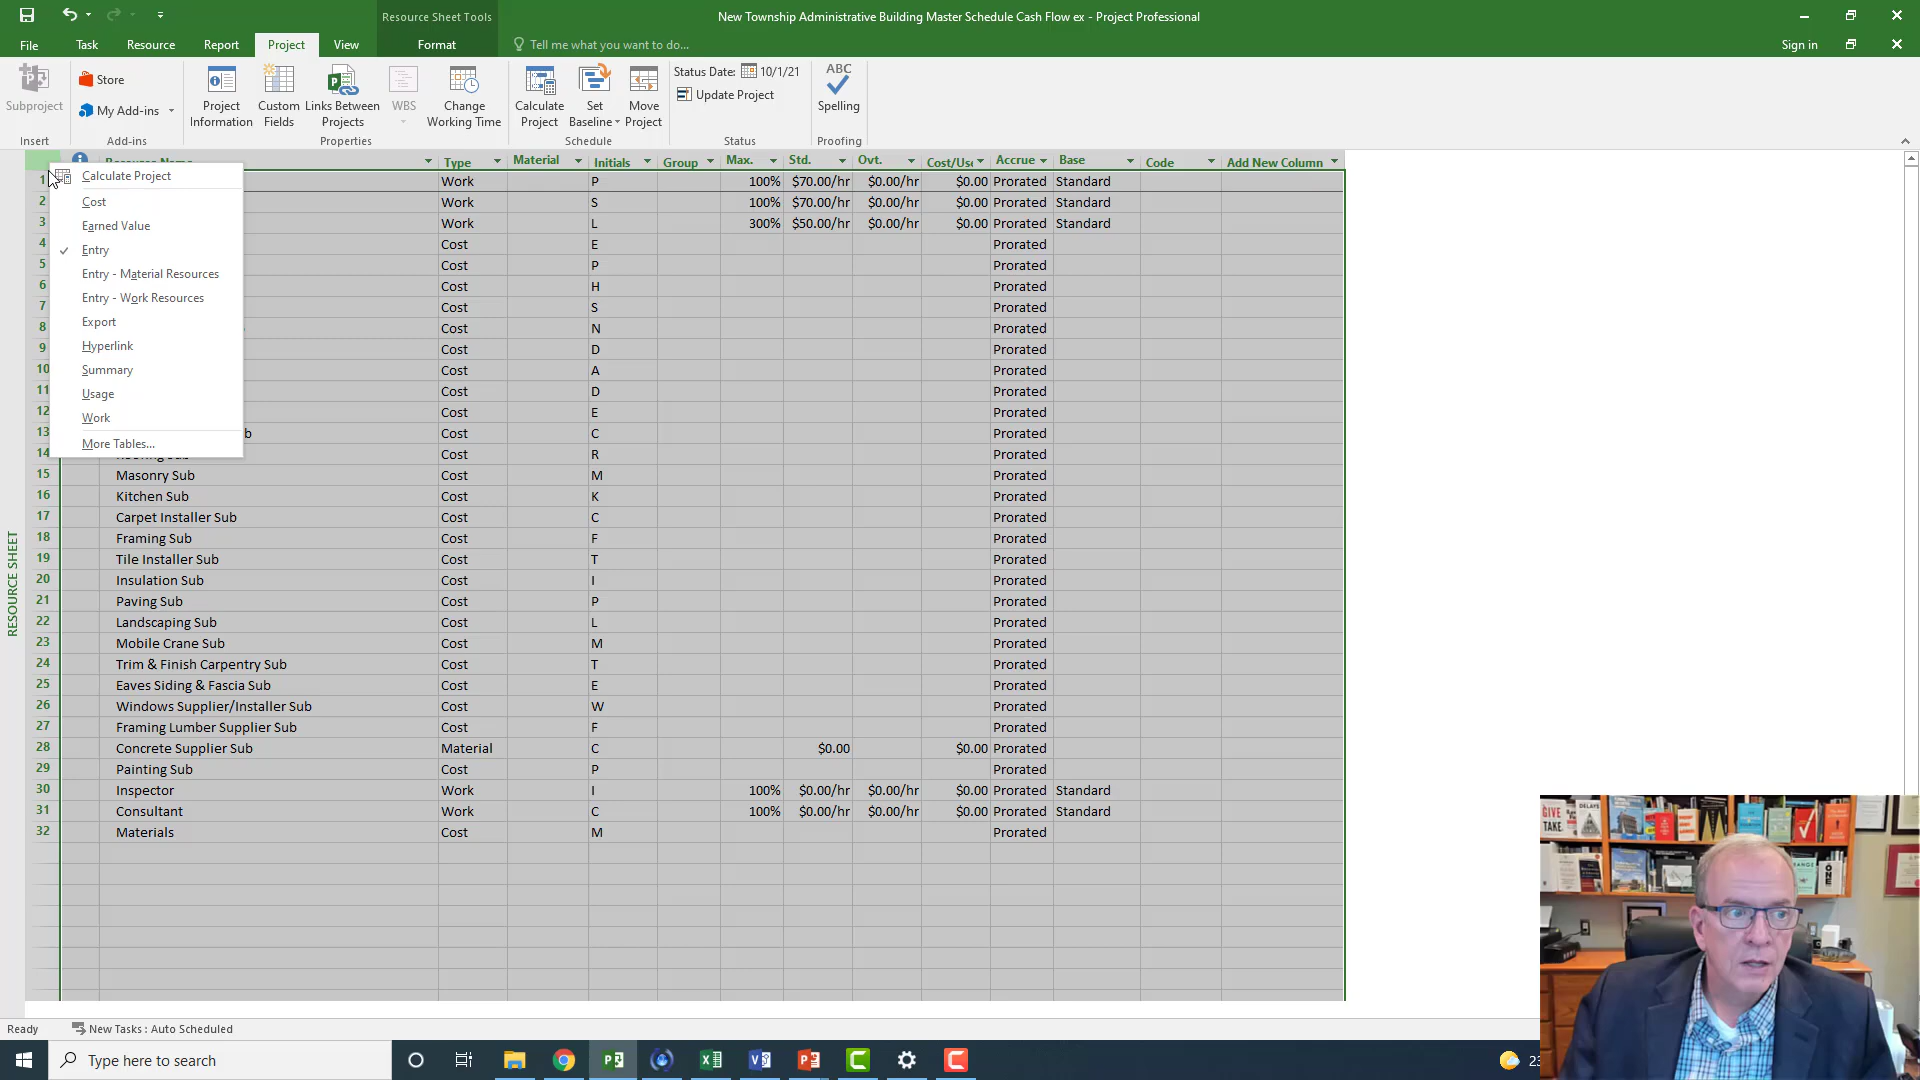 Resource Sheet Tools
New Township Administrative Building Master Schedule Cash Flow ex - Project Professional
File Task Resource Report Project View Format Tell me what you want to do... Sign in
Subproject
Store
My Add-ins
Project Information
Custom Fields
Links Between Projects
WBS
Change Working Time
Calculate Project
Set Baseline
Move Project
Status Date: 10/1/21
Update Project
ABC
Spelling
Insert Add-ins Properties Schedule Status Proofing
Resource Name Type Material Initials Group Max. Std. Ovt. Cost/Use Accrue Base Code Add New Column
Calculate Project
Cost
Earned Value
Entry
Entry - Material Resources
Entry - Work Resources
Export
Hyperlink
Summary
Usage
Work
More Tables...
1 Work P 100% $70.00/hr $0.00/hr $0.00 Prorated Standard
2 Work S 100% $70.00/hr $0.00/hr $0.00 Prorated Standard
3 Work L 300% $50.00/hr $0.00/hr $0.00 Prorated Standard
4 Cost E Prorated
5 Cost P Prorated
6 Cost H Prorated
7 Cost S Prorated
8 Cost N Prorated
9 Cost D Prorated
10 Cost A Prorated
11 Cost D Prorated
12 Cost E Prorated
13 b Cost C Prorated
14 Roofing Sub Cost R Prorated
15 Masonry Sub Cost M Prorated
16 Kitchen Sub Cost K Prorated
17 Carpet Installer Sub Cost C Prorated
18 Framing Sub Cost F Prorated
19 Tile Installer Sub Cost T Prorated
20 Insulation Sub Cost I Prorated
21 Paving Sub Cost P Prorated
22 Landscaping Sub Cost L Prorated
23 Mobile Crane Sub Cost M Prorated
24 Trim & Finish Carpentry Sub Cost T Prorated
25 Eaves Siding & Fascia Sub Cost E Prorated
26 Windows Supplier/Installer Sub Cost W Prorated
27 Framing Lumber Supplier Sub Cost F Prorated
28 Concrete Supplier Sub Material C $0.00 $0.00 Prorated
29 Painting Sub Cost P Prorated
30 Inspector Work I 100% $0.00/hr $0.00/hr $0.00 Prorated Standard
31 Consultant Work C 100% $0.00/hr $0.00/hr $0.00 Prorated Standard
32 Materials Cost M Prorated
RESOURCE SHEET
GIVE TAKE
DELAYS
ONE
Ready New Tasks : Auto Scheduled
Type here to search
23